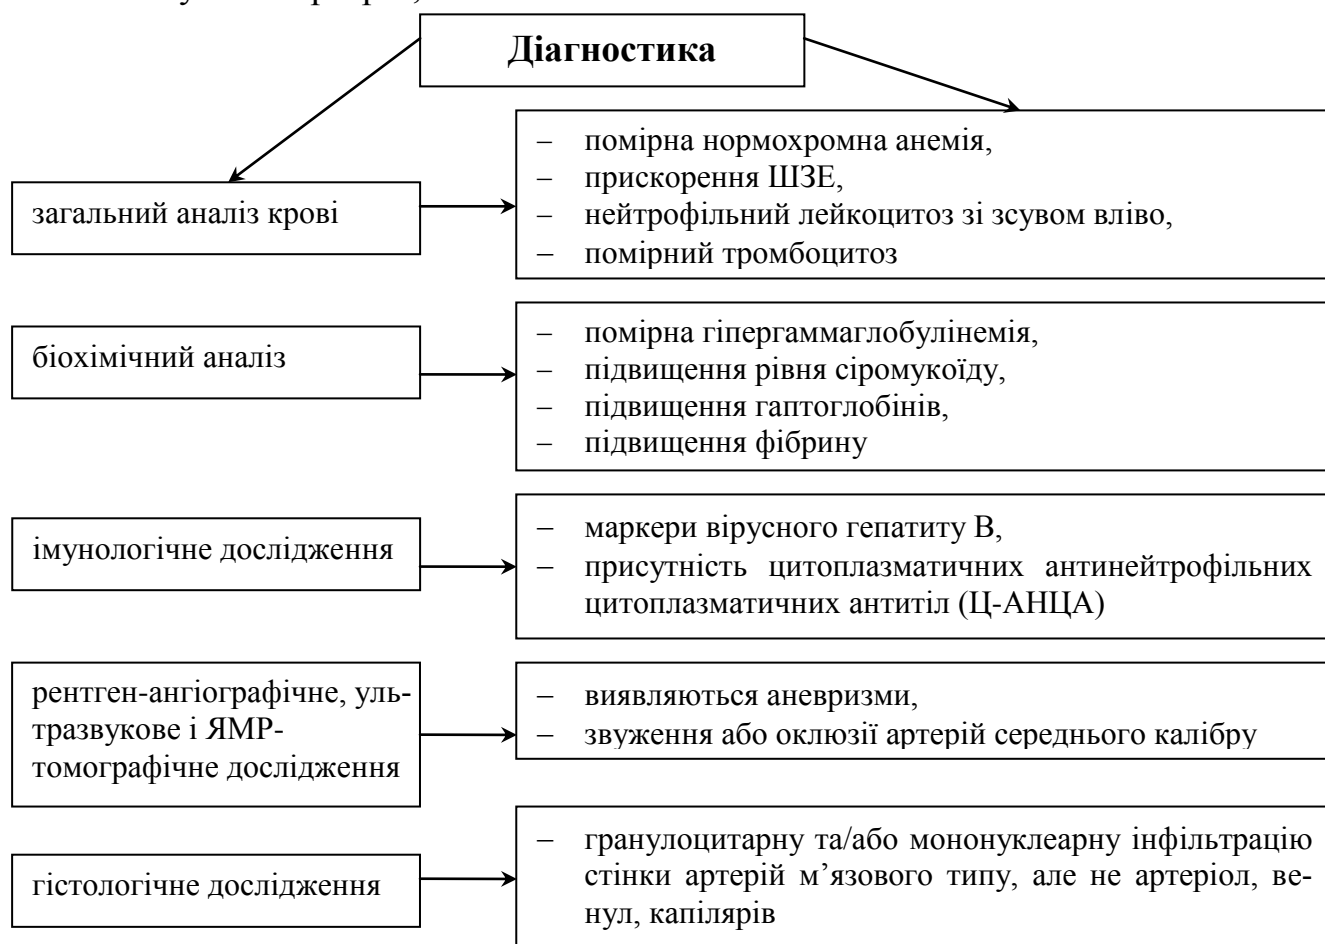 Діагностика
загальний аналіз крові
– помірна нормохромна анемія,
– прискорення ШЗЕ,
– нейтрофільний лейкоцитоз зі зсувом вліво,
– помірний тромбоцитоз
біохімічний аналіз
– помірна гіпергаммаглобулінемія,
– підвищення рівня сіромукоїду,
– підвищення гаптоглобінів,
– підвищення фібрину
імунологічне дослідження
– маркери вірусного гепатиту В,
– присутність цитоплазматичних антинейтрофільних
цитоплазматичних антитіл (Ц-АНЦА)
рентген-ангіографічне, уль-
тразвукове і ЯМР-
томографічне дослідження
– виявляються аневризми,
– звуження або оклюзії артерій середнього калібру
гістологічне дослідження
– гранулоцитарну та/або мононуклеарну інфільтрацію
стінки артерій м’язового типу, але не артеріол, ве-
нул, капілярів